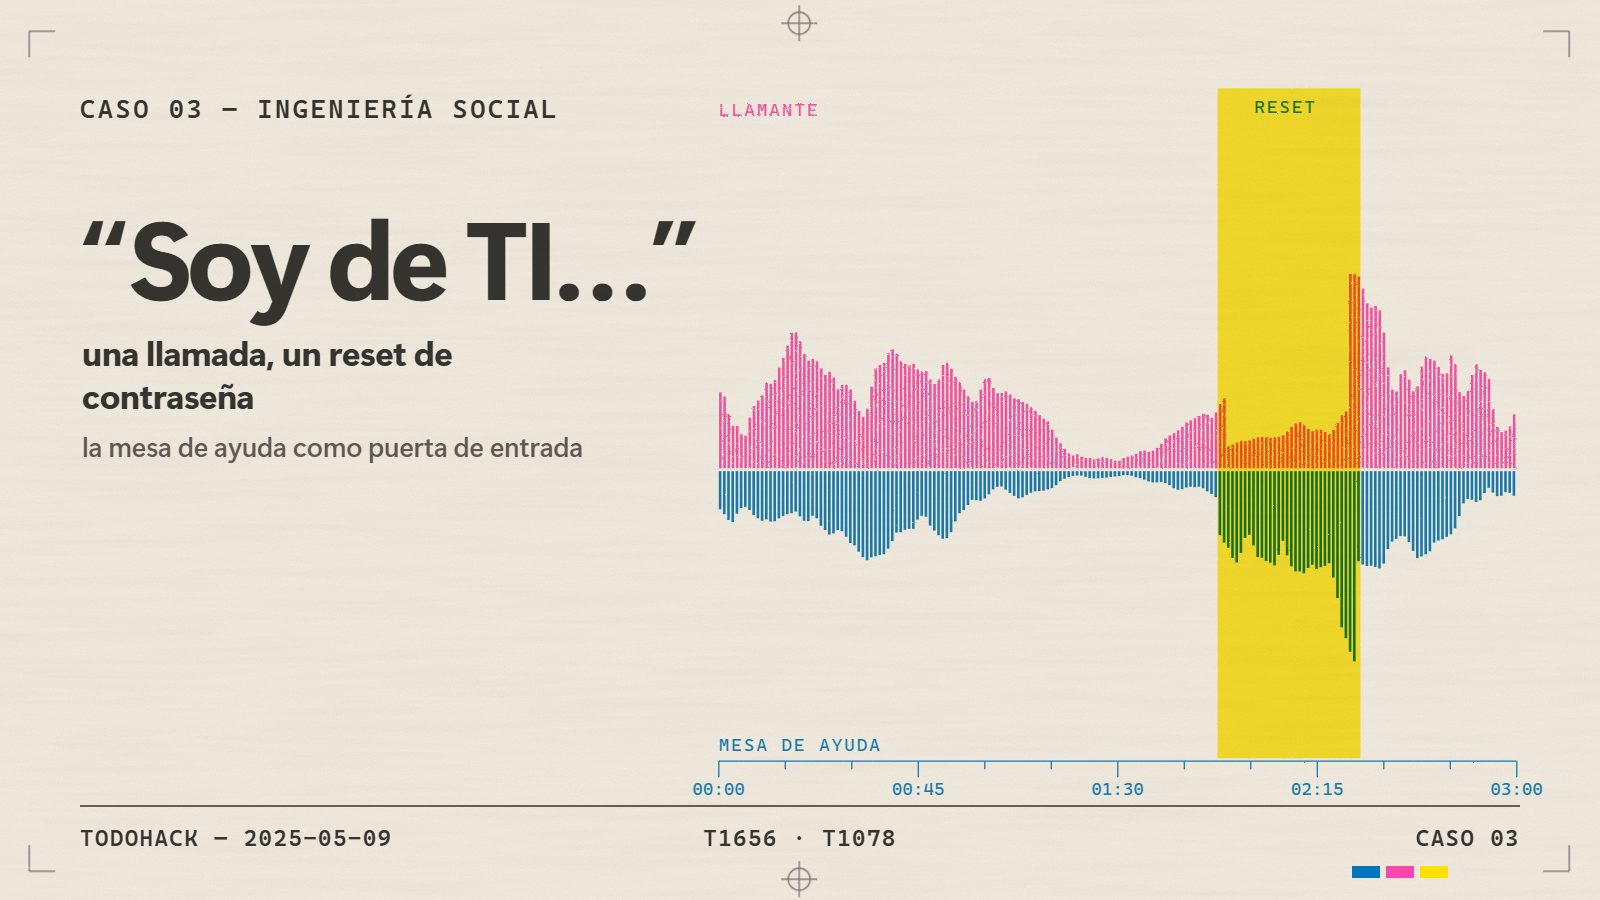 CASO 03 — INGENIERÍA SOCIAL
LLAMANTE
RESET
“Soy de TI...”
una llamada, un reset de
contraseña
la mesa de ayuda como puerta de entrada
MESA DE AYUDA
00:00 00:45 01:30 02:15 03:00
TODOHACK — 2025-05-09
T1656 · T1078
CASO 03